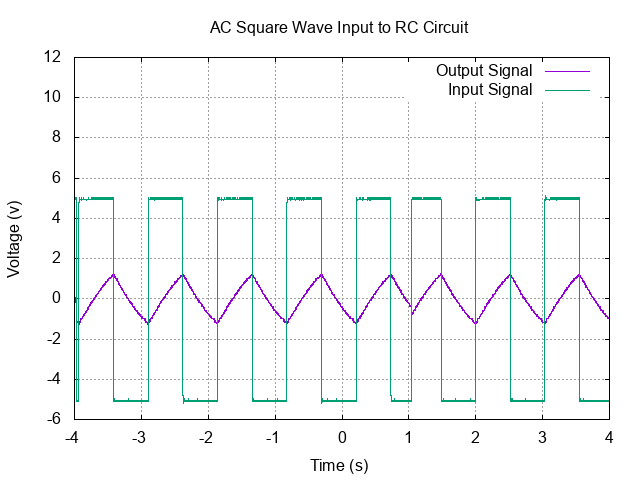 AC Square Wave Input to RC Circuit
Output Signal
Input Signal
12
10
8
6
4
2
0
-2
-4
-6
Voltage (v)
-4 -3 -2 -1 0 1 2 3 4
Time (s)